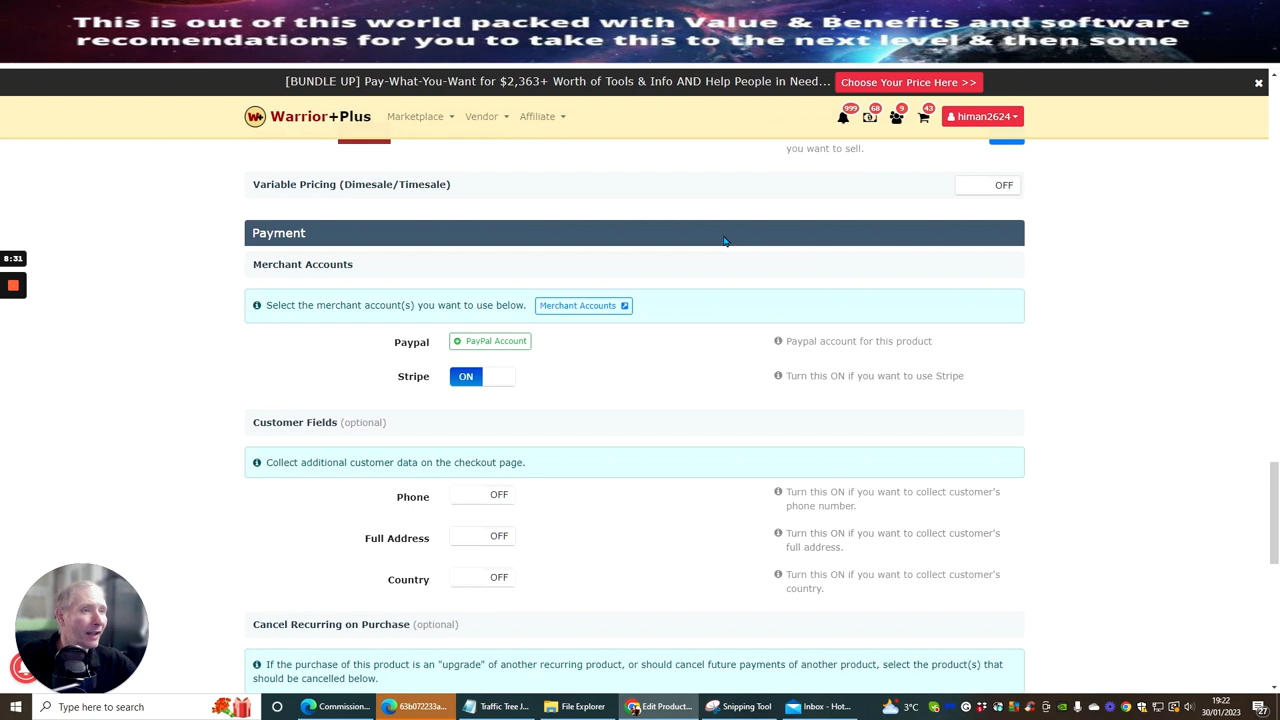 This is out of this world packed with Value & Benefits and software
recomendations for you to take this to the next level & then some
[BUNDLE UP] Pay-What-You-Want for $2,363+ Worth of Tools & Info AND Help People in Need... Choose Your Price Here >>
W+ Warrior+Plus Marketplace Vendor Affiliate 999 68 9 43 himan2624
you want to sell.
Variable Pricing (Dimesale/Timesale) OFF
Payment
8:31
Merchant Accounts
Select the merchant account(s) you want to use below. Merchant Accounts
Paypal PayPal Account Paypal account for this product
Stripe ON Turn this ON if you want to use Stripe
Customer Fields (optional)
Collect additional customer data on the checkout page.
Phone OFF Turn this ON if you want to collect customer's
phone number.
Full Address OFF Turn this ON if you want to collect customer's
full address.
Country OFF Turn this ON if you want to collect customer's
country.
Cancel Recurring on Purchase (optional)
If the purchase of this product is an "upgrade" of another recurring product, or should cancel future payments of another product, select the product(s) that
should be cancelled below.
Type here to search Commission... 63b072233a... Traffic Tree J... File Explorer Edit Product... Snipping Tool Inbox - Hot... 3°C 19:22
30/01/2023